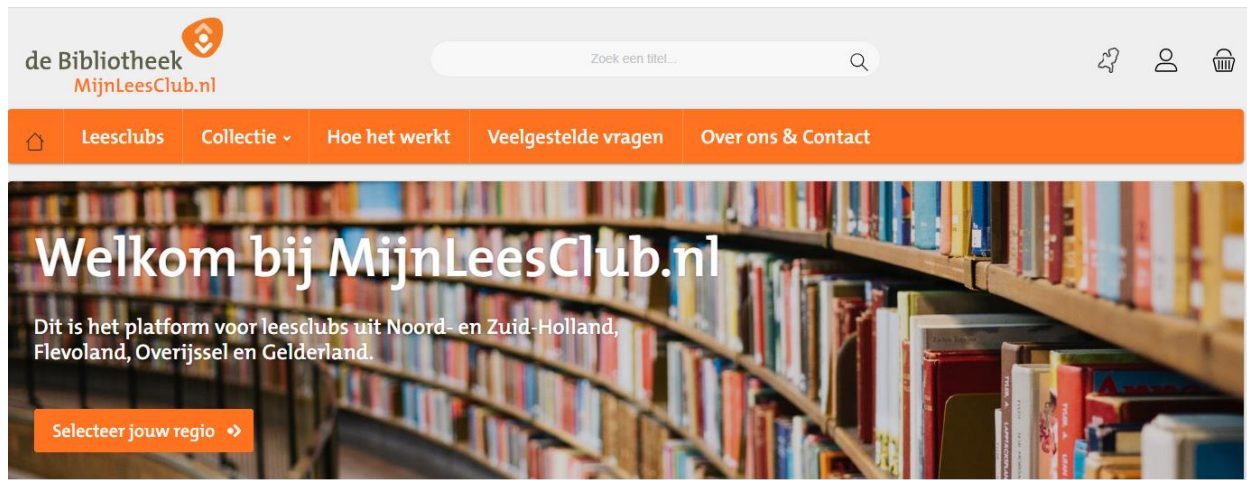 de Bibliotheek
MijnLeesClub.nl
Zoek een titel...
Leesclubs
Collectie
Hoe het werkt
Veelgestelde vragen
Over ons & Contact
Welkom bij MijnLeesClub.nl
Dit is het platform voor leesclubs uit Noord- en Zuid-Holland,
Flevoland, Overijssel en Gelderland.
Selecteer jouw regio